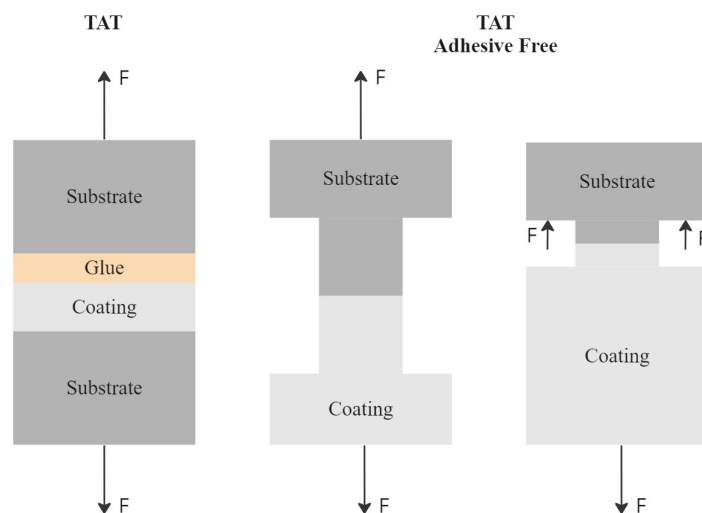 TAT
TAT
Adhesive Free
F
F
Substrate
Substrate
Substrate
F
F
Glue
Coating
Coating
Substrate
Coating
F
F
F